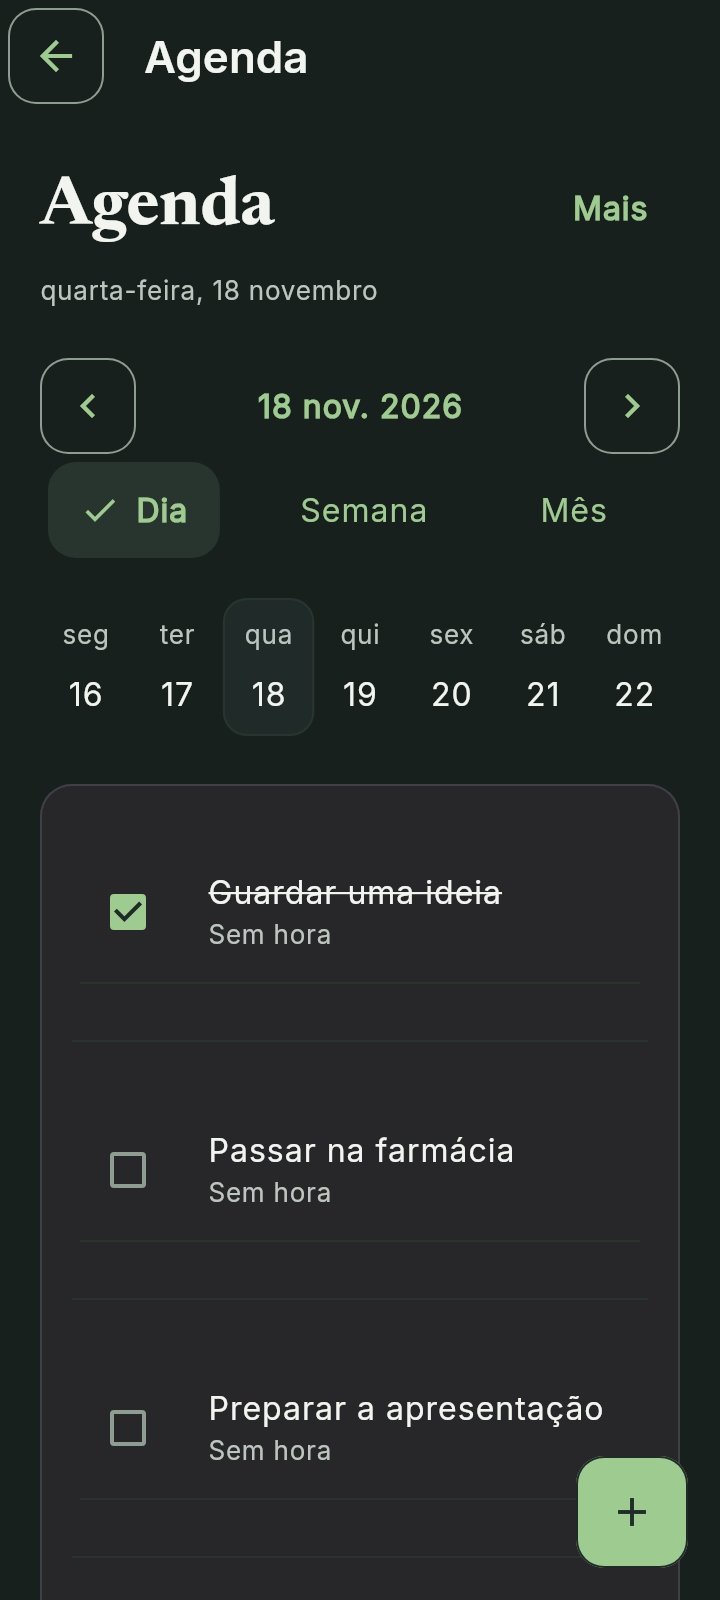 Agenda
Agenda
Mais
quarta-feira, 18 novembro
18 nov. 2026
Dia Semana Mês
seg ter qua qui sex sáb dom
16 17 18 19 20 21 22
Guardar uma ideia
Sem hora
Passar na farmácia
Sem hora
Preparar a apresentação
Sem hora